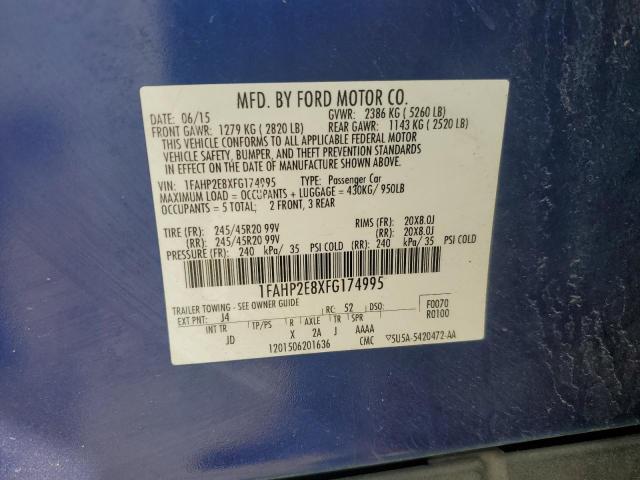 MFD. BY FORD MOTOR CO.
DATE: 06/15 GVWR: 2386 KG ( 5260 LB)
FRONT GAWR: 1279 KG ( 2820 LB) REAR GAWR: 1143 KG ( 2520 LB)
THIS VEHICLE CONFORMS TO ALL APPLICABLE FEDERAL MOTOR
VEHICLE SAFETY, BUMPER, AND THEFT PREVENTION STANDARDS
IN EFFECT ON THE DATE OF MANUFACTURE SHOWN ABOVE.
VIN: 1FAHP2E8XFG174995 TYPE: Passenger Car
MAXIMUM LOAD = OCCUPANTS + LUGGAGE = 430KG/ 950LB
OCCUPANTS = 5 TOTAL; 2 FRONT, 3 REAR
TIRE (FR): 245/45R20 99V RIMS (FR): 20X8.0J
(RR): 245/45R20 99V (RR): 20X8.0J
PRESSURE (FR): 240 kPa/ 35 PSI COLD (RR): 240 kPa/ 35 PSI COLD
1FAHP2E8XFG174995
TRAILER TOWING - SEE OWNER GUIDE
EXT PNT: J4 RC: 52 DSO: F0070
INT TR TP/PS R AXLE TR SPR R0100
JD X 2A J AAAA
1201506201636 CMC ▽5U5A-5420472-AA